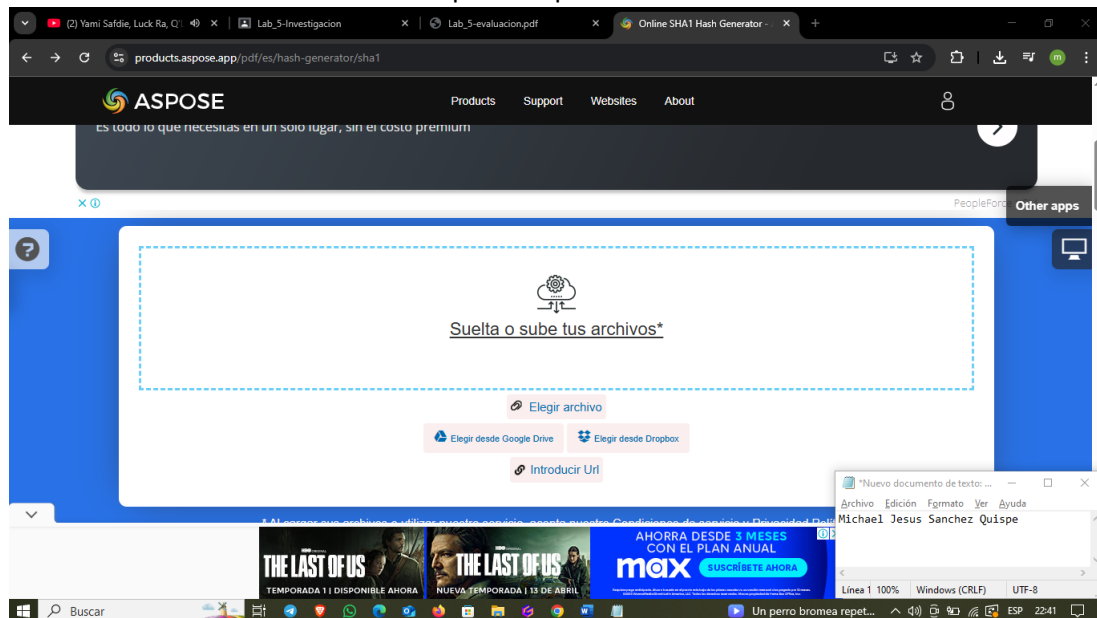 (2) Yami Safdie, Luck Ra, Q
Lab_5-Investigacion
Lab_5-evaluacion.pdf
Online SHA1 Hash Generator -
products.aspose.app/pdf/es/hash-generator/sha1
m
ASPOSE
Products
Support
Websites
About
Es todo lo que necesitas en un solo lugar, sin el costo premium
PeopleForce
Other apps
Suelta o sube tus archivos*
Elegir archivo
Elegir desde Google Drive
Elegir desde Dropbox
Introducir Url
*Nuevo documento de texto: ...
Archivo Edición Formato Ver Ayuda
Michael Jesus Sanchez Quispe
Línea 1 100% Windows (CRLF) UTF-8
THE LAST OF US
TEMPORADA 1 | DISPONIBLE AHORA
THE LAST OF US
NUEVA TEMPORADA | 13 DE ABRIL
AHORRA DESDE 3 MESES
CON EL PLAN ANUAL
max
SUSCRÍBETE AHORA
Buscar
Un perro bromea repet...
ESP 22:41